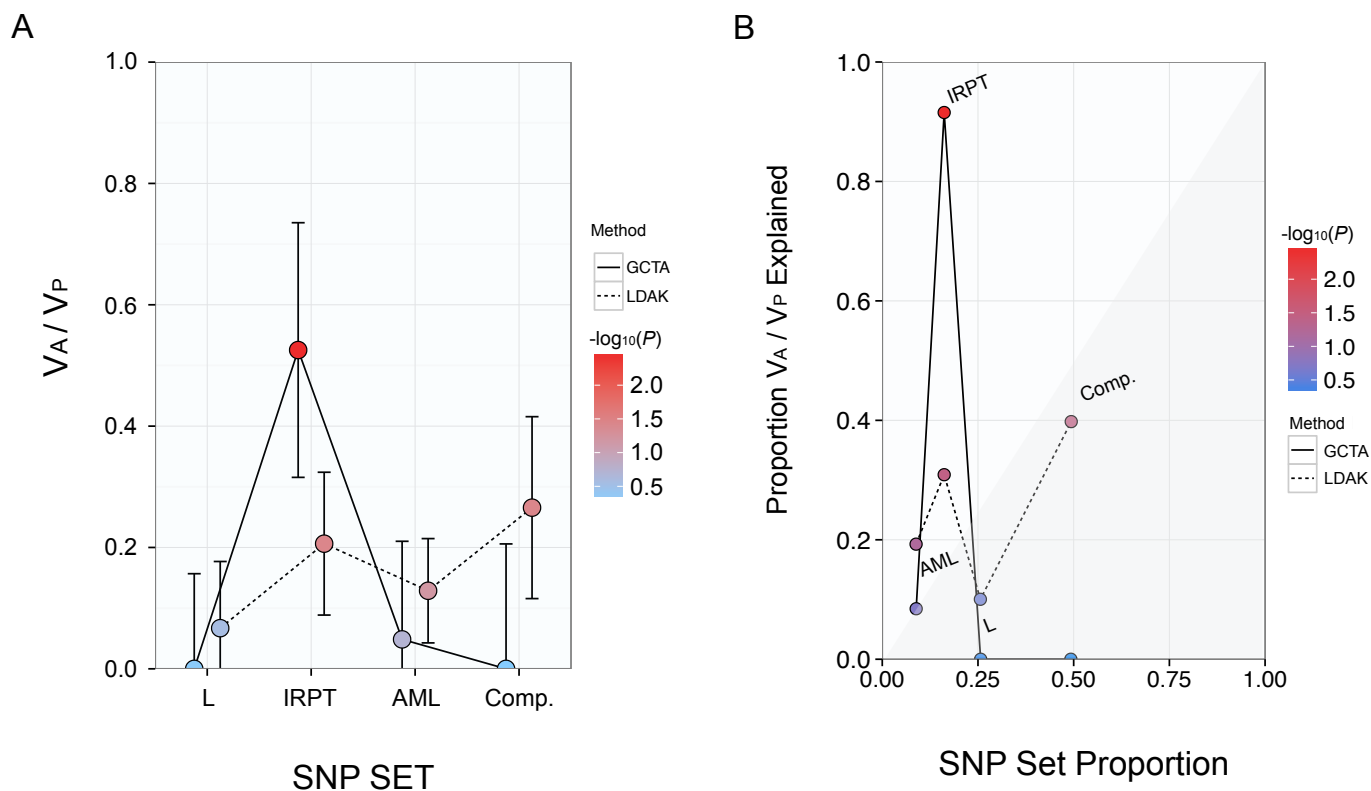 A
1.0
0.8
0.6
0.4
0.2
0.0
VA / VP
L
IRPT
AML
Comp.
SNP SET
Method
GCTA
LDAK
-log10(P)
2.0
1.5
1.0
0.5
B
1.0
0.8
0.6
0.4
0.2
0.0
Proportion VA / VP Explained
IRPT
Comp.
AML
L
0.00
0.25
0.50
0.75
1.00
SNP Set Proportion
-log10(P)
2.0
1.5
1.0
0.5
Method
GCTA
LDAK